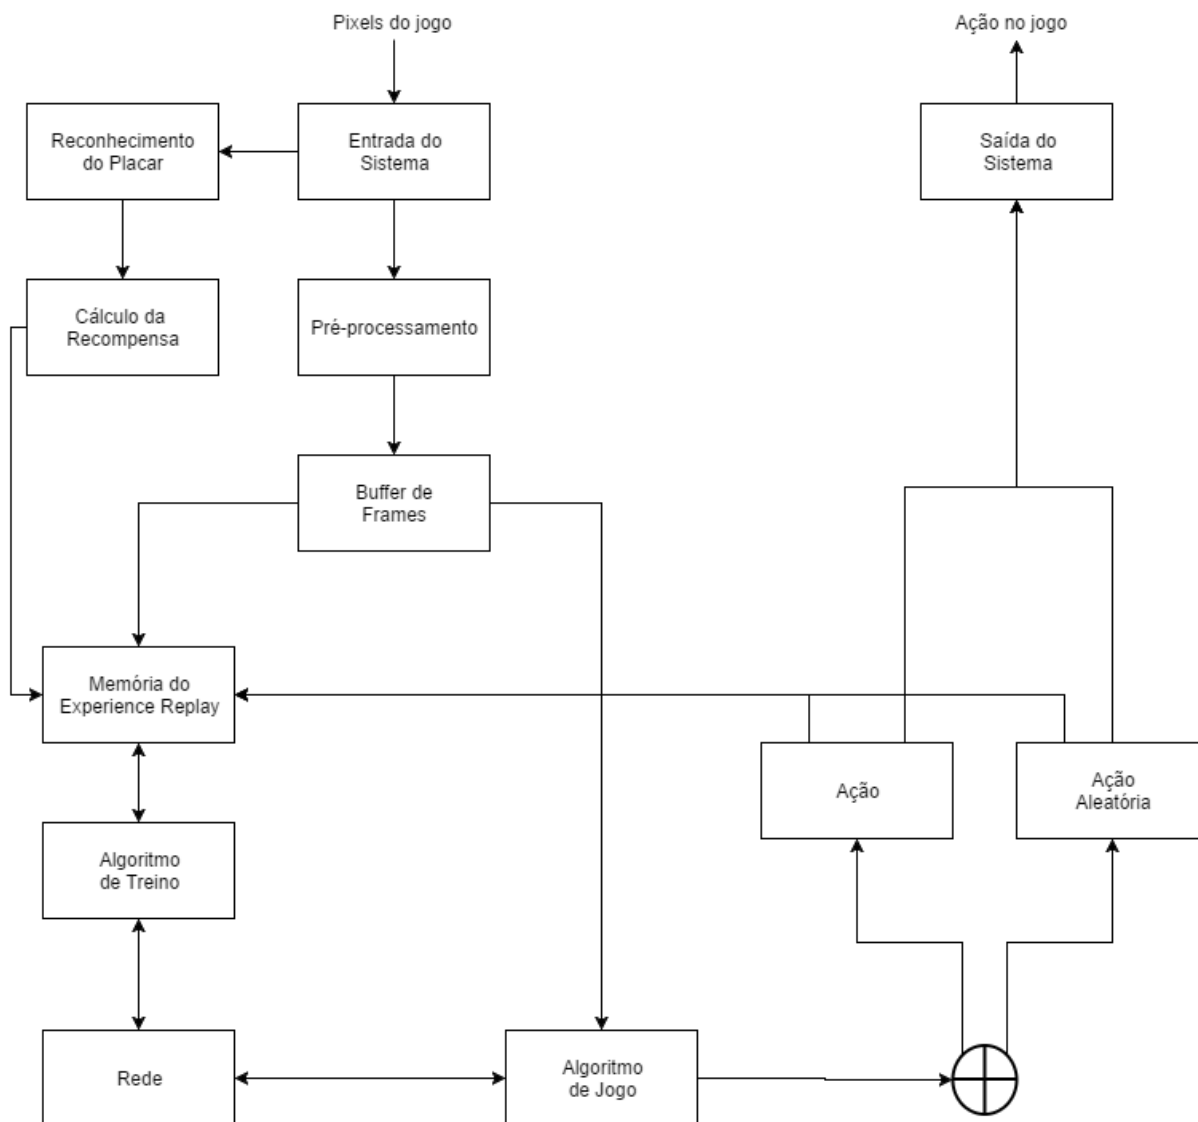 Pixels do jogo
Ação no jogo
Reconhecimento
do Placar
Entrada do
Sistema
Saída do
Sistema
Cálculo da
Recompensa
Pré-processamento
Buffer de
Frames
Memória do
Experience Replay
Ação
Ação
Aleatória
Algoritmo
de Treino
Rede
Algoritmo
de Jogo